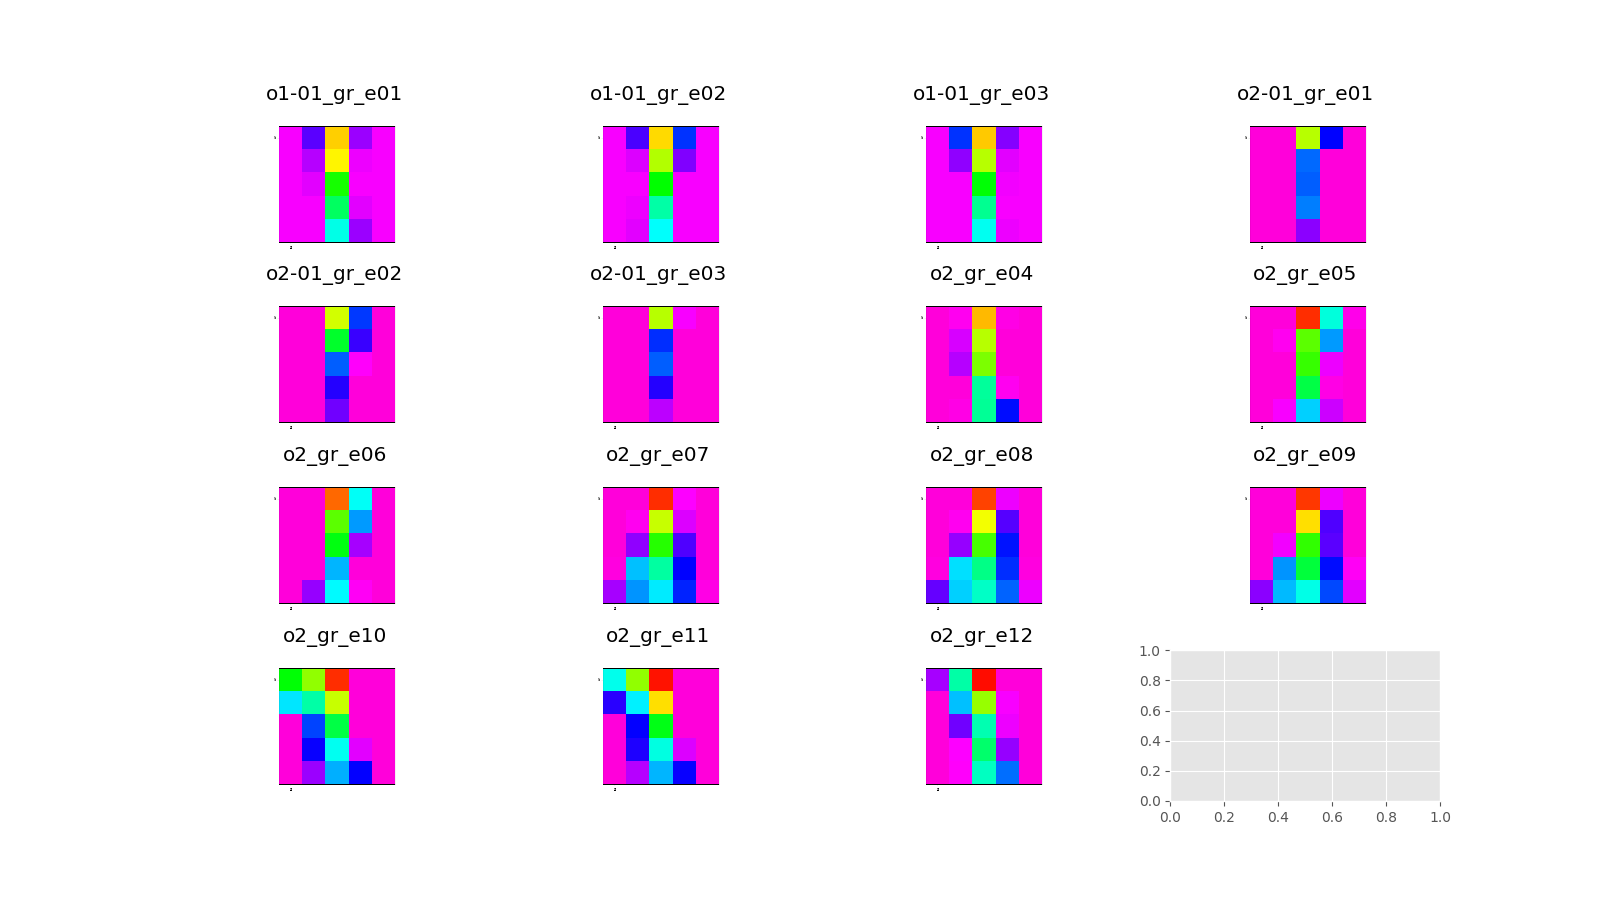 o1-01_gr_e01 o1-01_gr_e02 o1-01_gr_e03 o2-01_gr_e01
o2-01_gr_e02 o2-01_gr_e03 o2_gr_e04 o2_gr_e05
o2_gr_e06 o2_gr_e07 o2_gr_e08 o2_gr_e09
o2_gr_e10 o2_gr_e11 o2_gr_e12
1.0
0.8
0.6
0.4
0.2
0.0
0.0 0.2 0.4 0.6 0.8 1.0